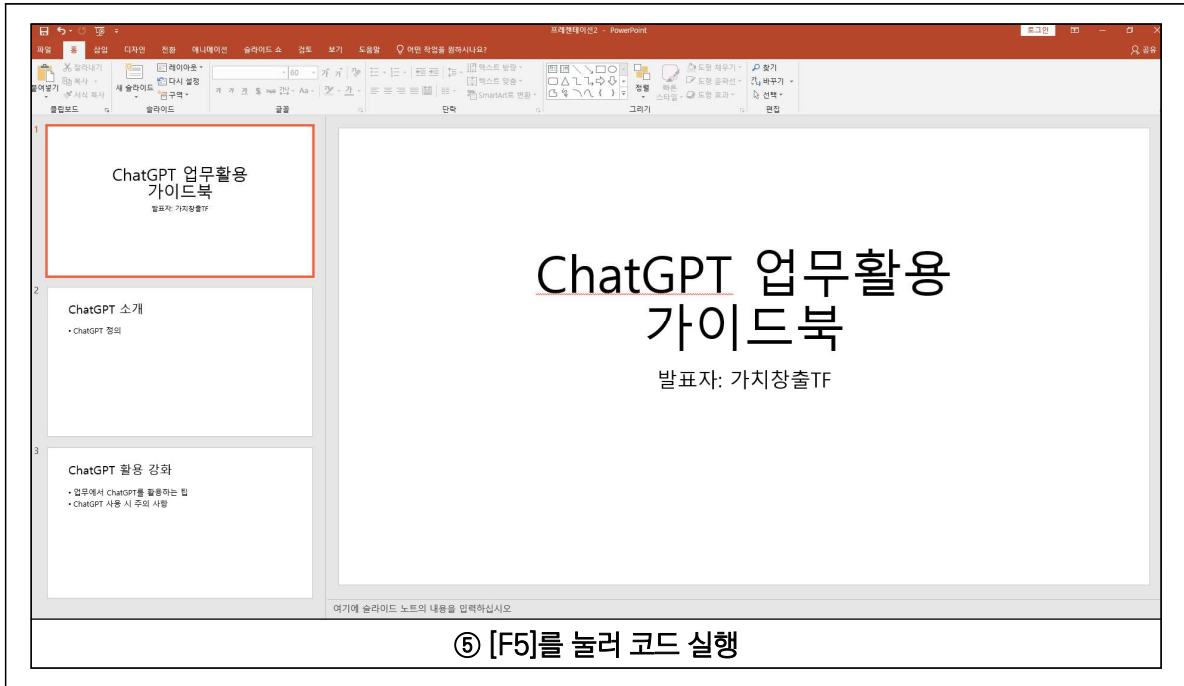 프레젠테이션2 - PowerPoint
로그인
파일 홈 삽입 디자인 전환 애니메이션 슬라이드 쇼 검토 보기 도움말 어떤 작업을 원하시나요? 공유
잘라내기 레이아웃 60 텍스트 방향 도형 채우기 찾기
복사 다시 설정 텍스트 맞춤 도형 윤곽선 바꾸기
붙여넣기 서식 복사 새 슬라이드 구역 가 가 가 S Aa 가 SmartArt로 변환 정렬 빠른 스타일 도형 효과 선택
클립보드 슬라이드 글꼴 단락 그리기 편집
1
ChatGPT 업무활용
가이드북
발표자: 가치창출TF
2
ChatGPT 소개
• ChatGPT 정의
3
ChatGPT 활용 강화
• 업무에서 ChatGPT를 활용하는 팁
• ChatGPT 사용 시 주의 사항
ChatGPT 업무활용
가이드북
발표자: 가치창출TF
여기에 슬라이드 노트의 내용을 입력하십시오
⑤ [F5]를 눌러 코드 실행